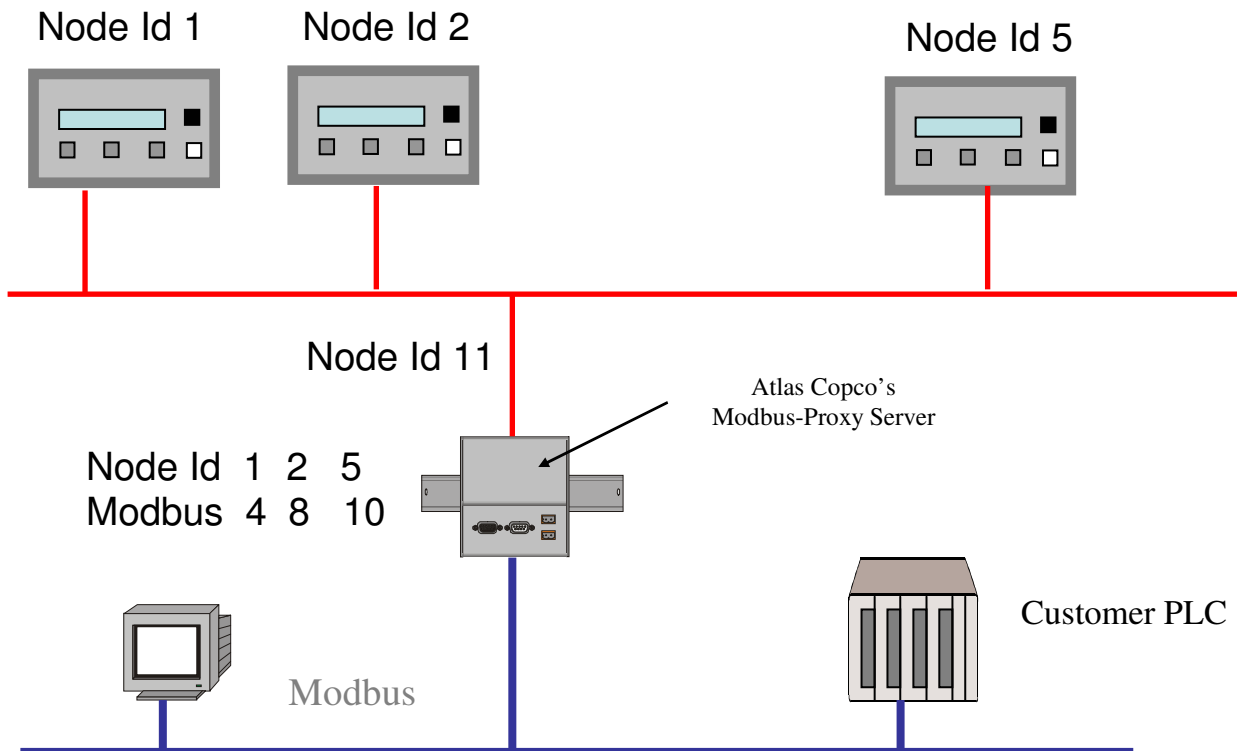 Node Id 1
Node Id 2
Node Id 5
Node Id 11
Atlas Copco's
Modbus-Proxy Server
Node Id 1 2 5
Modbus 4 8 10
Customer PLC
Modbus